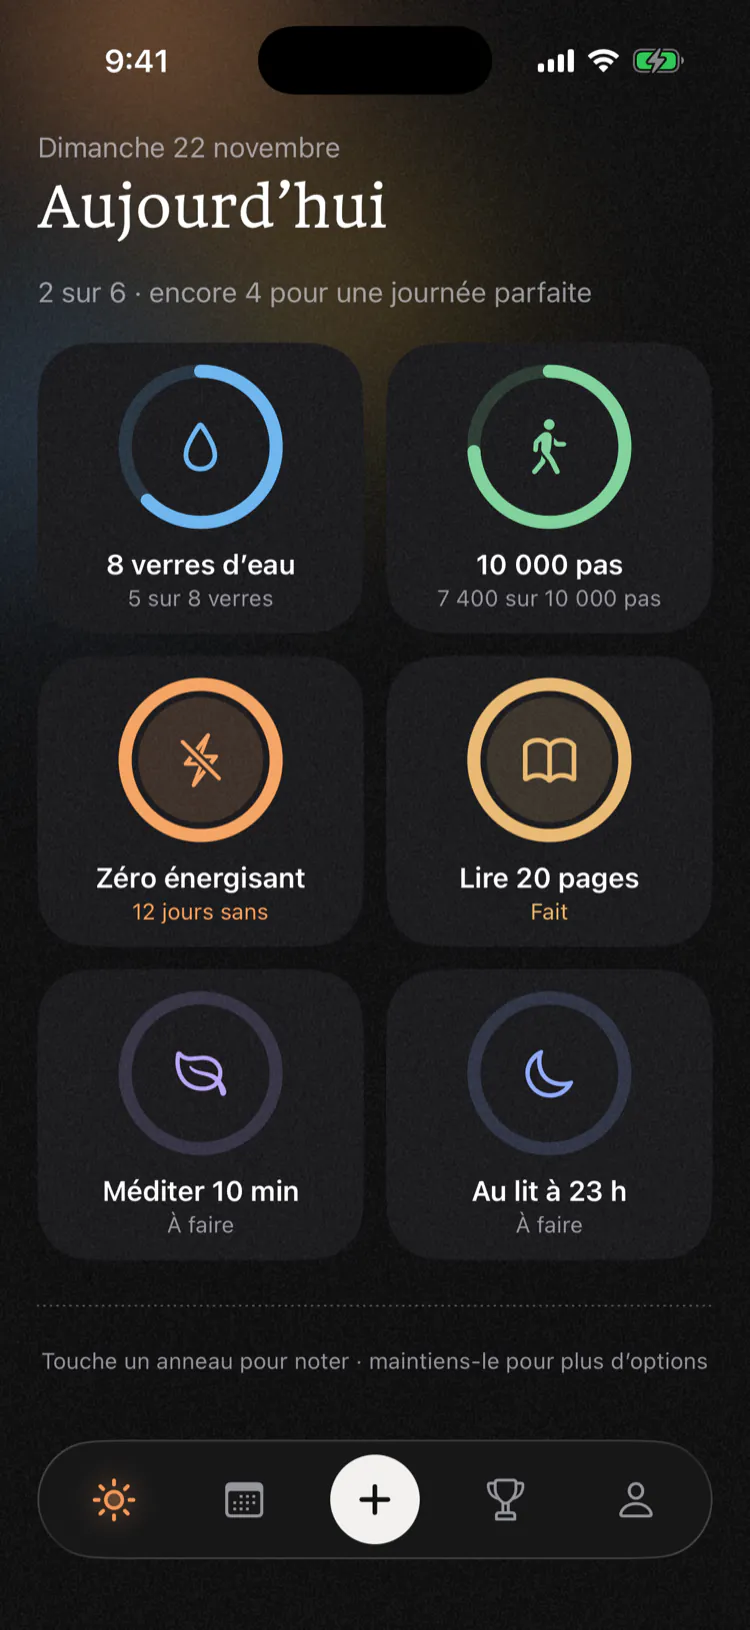 9:41
Dimanche 22 novembre
Aujourd’hui
2 sur 6 · encore 4 pour une journée parfaite
8 verres d’eau
5 sur 8 verres
10 000 pas
7 400 sur 10 000 pas
Zéro énergisant
12 jours sans
Lire 20 pages
Fait
Méditer 10 min
À faire
Au lit à 23 h
À faire
Touche un anneau pour noter · maintiens-le pour plus d’options